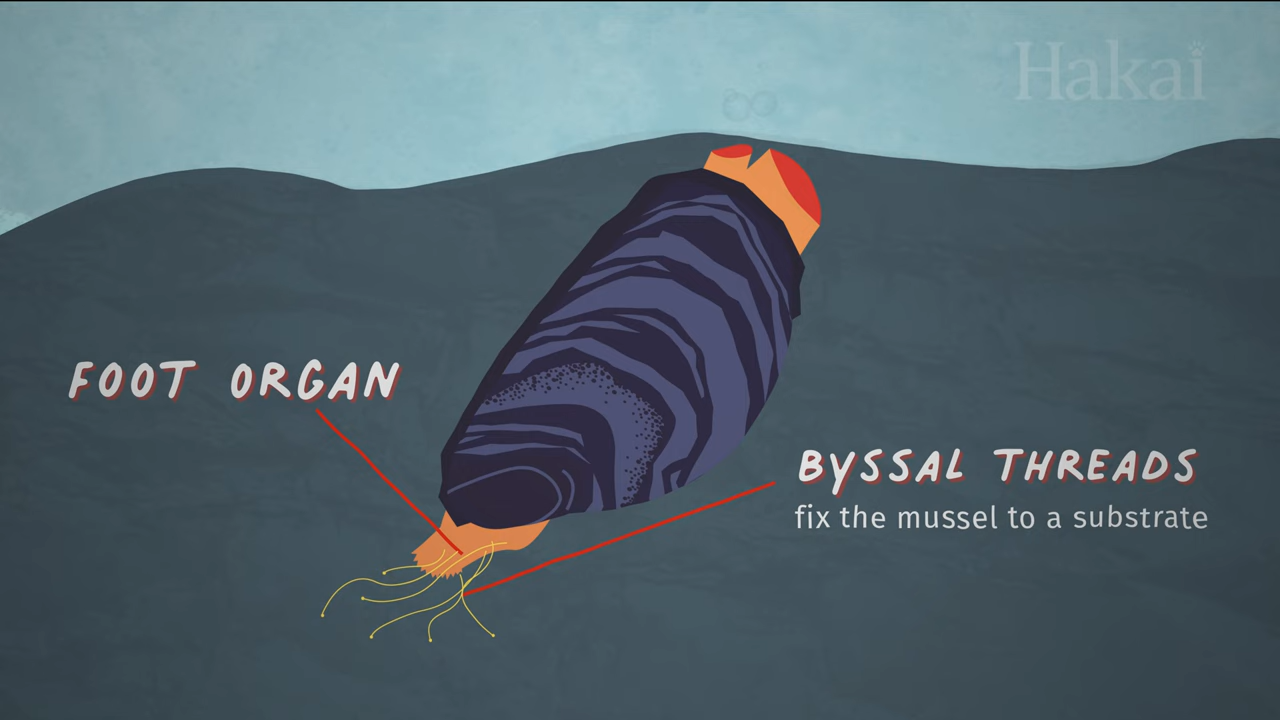 Hakai
FOOT ORGAN
BYSSAL THREADS
fix the mussel to a substrate